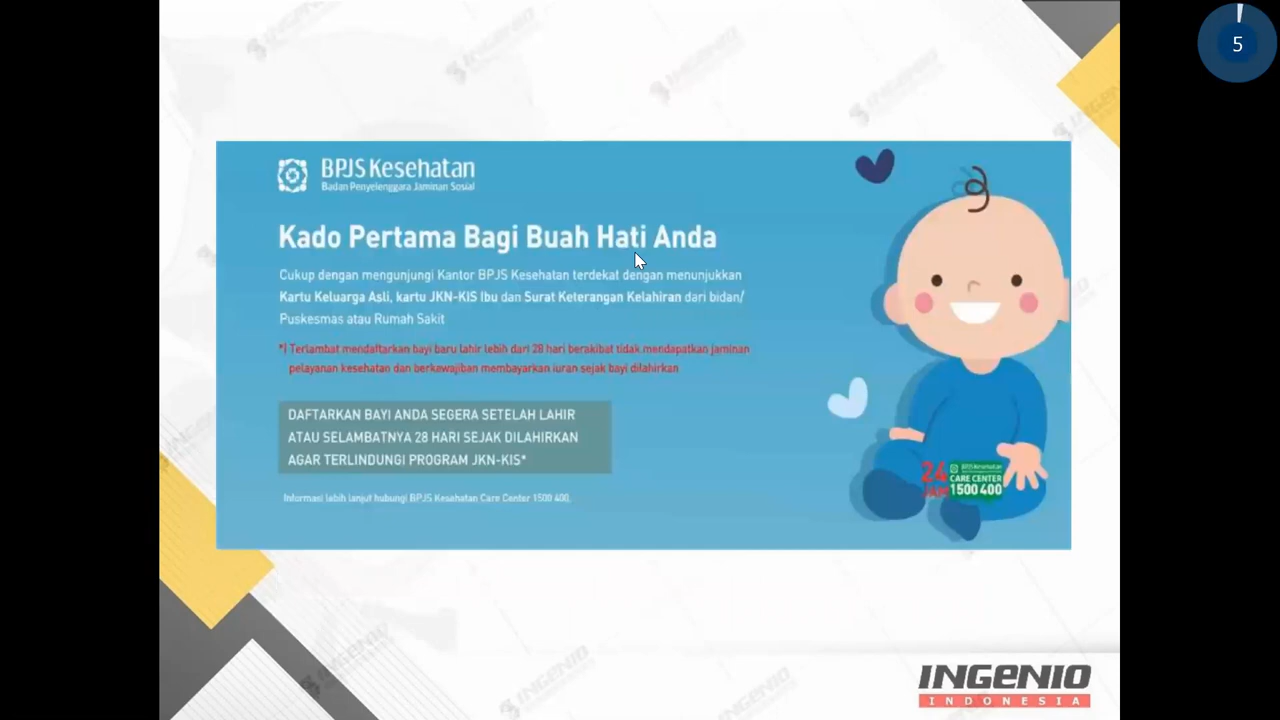 5
BPJS Kesehatan
Badan Penyelenggara Jaminan Sosial
Kado Pertama Bagi Buah Hati Anda
Cukup dengan mengunjungi Kantor BPJS Kesehatan terdekat dengan menunjukkan
Kartu Keluarga Asli, kartu JKN-KIS Ibu dan Surat Keterangan Kelahiran dari bidan/
Puskesmas atau Rumah Sakit
*) Terlambat mendaftarkan bayi baru lahir lebih dari 28 hari berakibat tidak mendapatkan jaminan
pelayanan kesehatan dan berkewajiban membayarkan iuran sejak bayi dilahirkan
DAFTARKAN BAYI ANDA SEGERA SETELAH LAHIR
ATAU SELAMBATNYA 28 HARI SEJAK DILAHIRKAN
AGAR TERLINDUNGI PROGRAM JKN-KIS*
Informasi lebih lanjut hubungi BPJS Kesehatan Care Center 1500 400.
24
JAM
BPJS Kesehatan
CARE CENTER
1500 400
INGENIO
INDONESIA